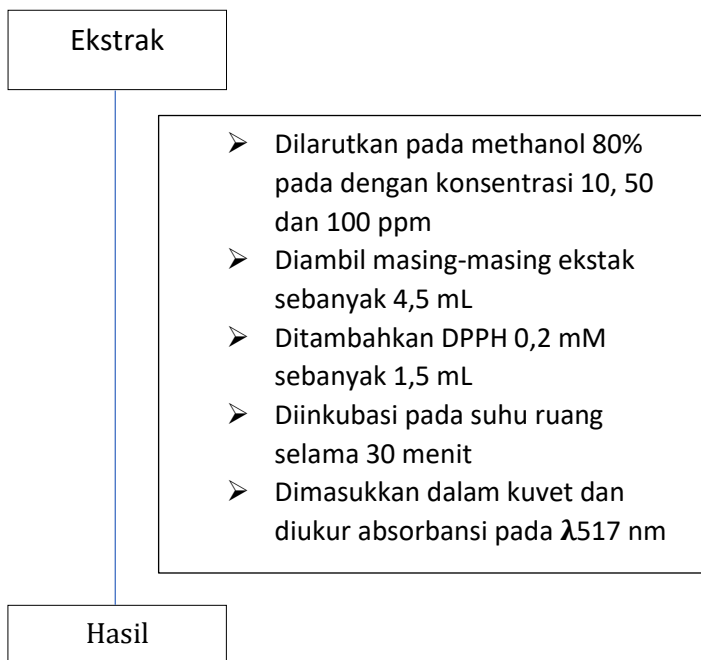 Ekstrak
➢ Dilarutkan pada methanol 80%
pada dengan konsentrasi 10, 50
dan 100 ppm
➢ Diambil masing-masing ekstak
sebanyak 4,5 mL
➢ Ditambahkan DPPH 0,2 mM
sebanyak 1,5 mL
➢ Diinkubasi pada suhu ruang
selama 30 menit
➢ Dimasukkan dalam kuvet dan
diukur absorbansi pada λ517 nm
Hasil